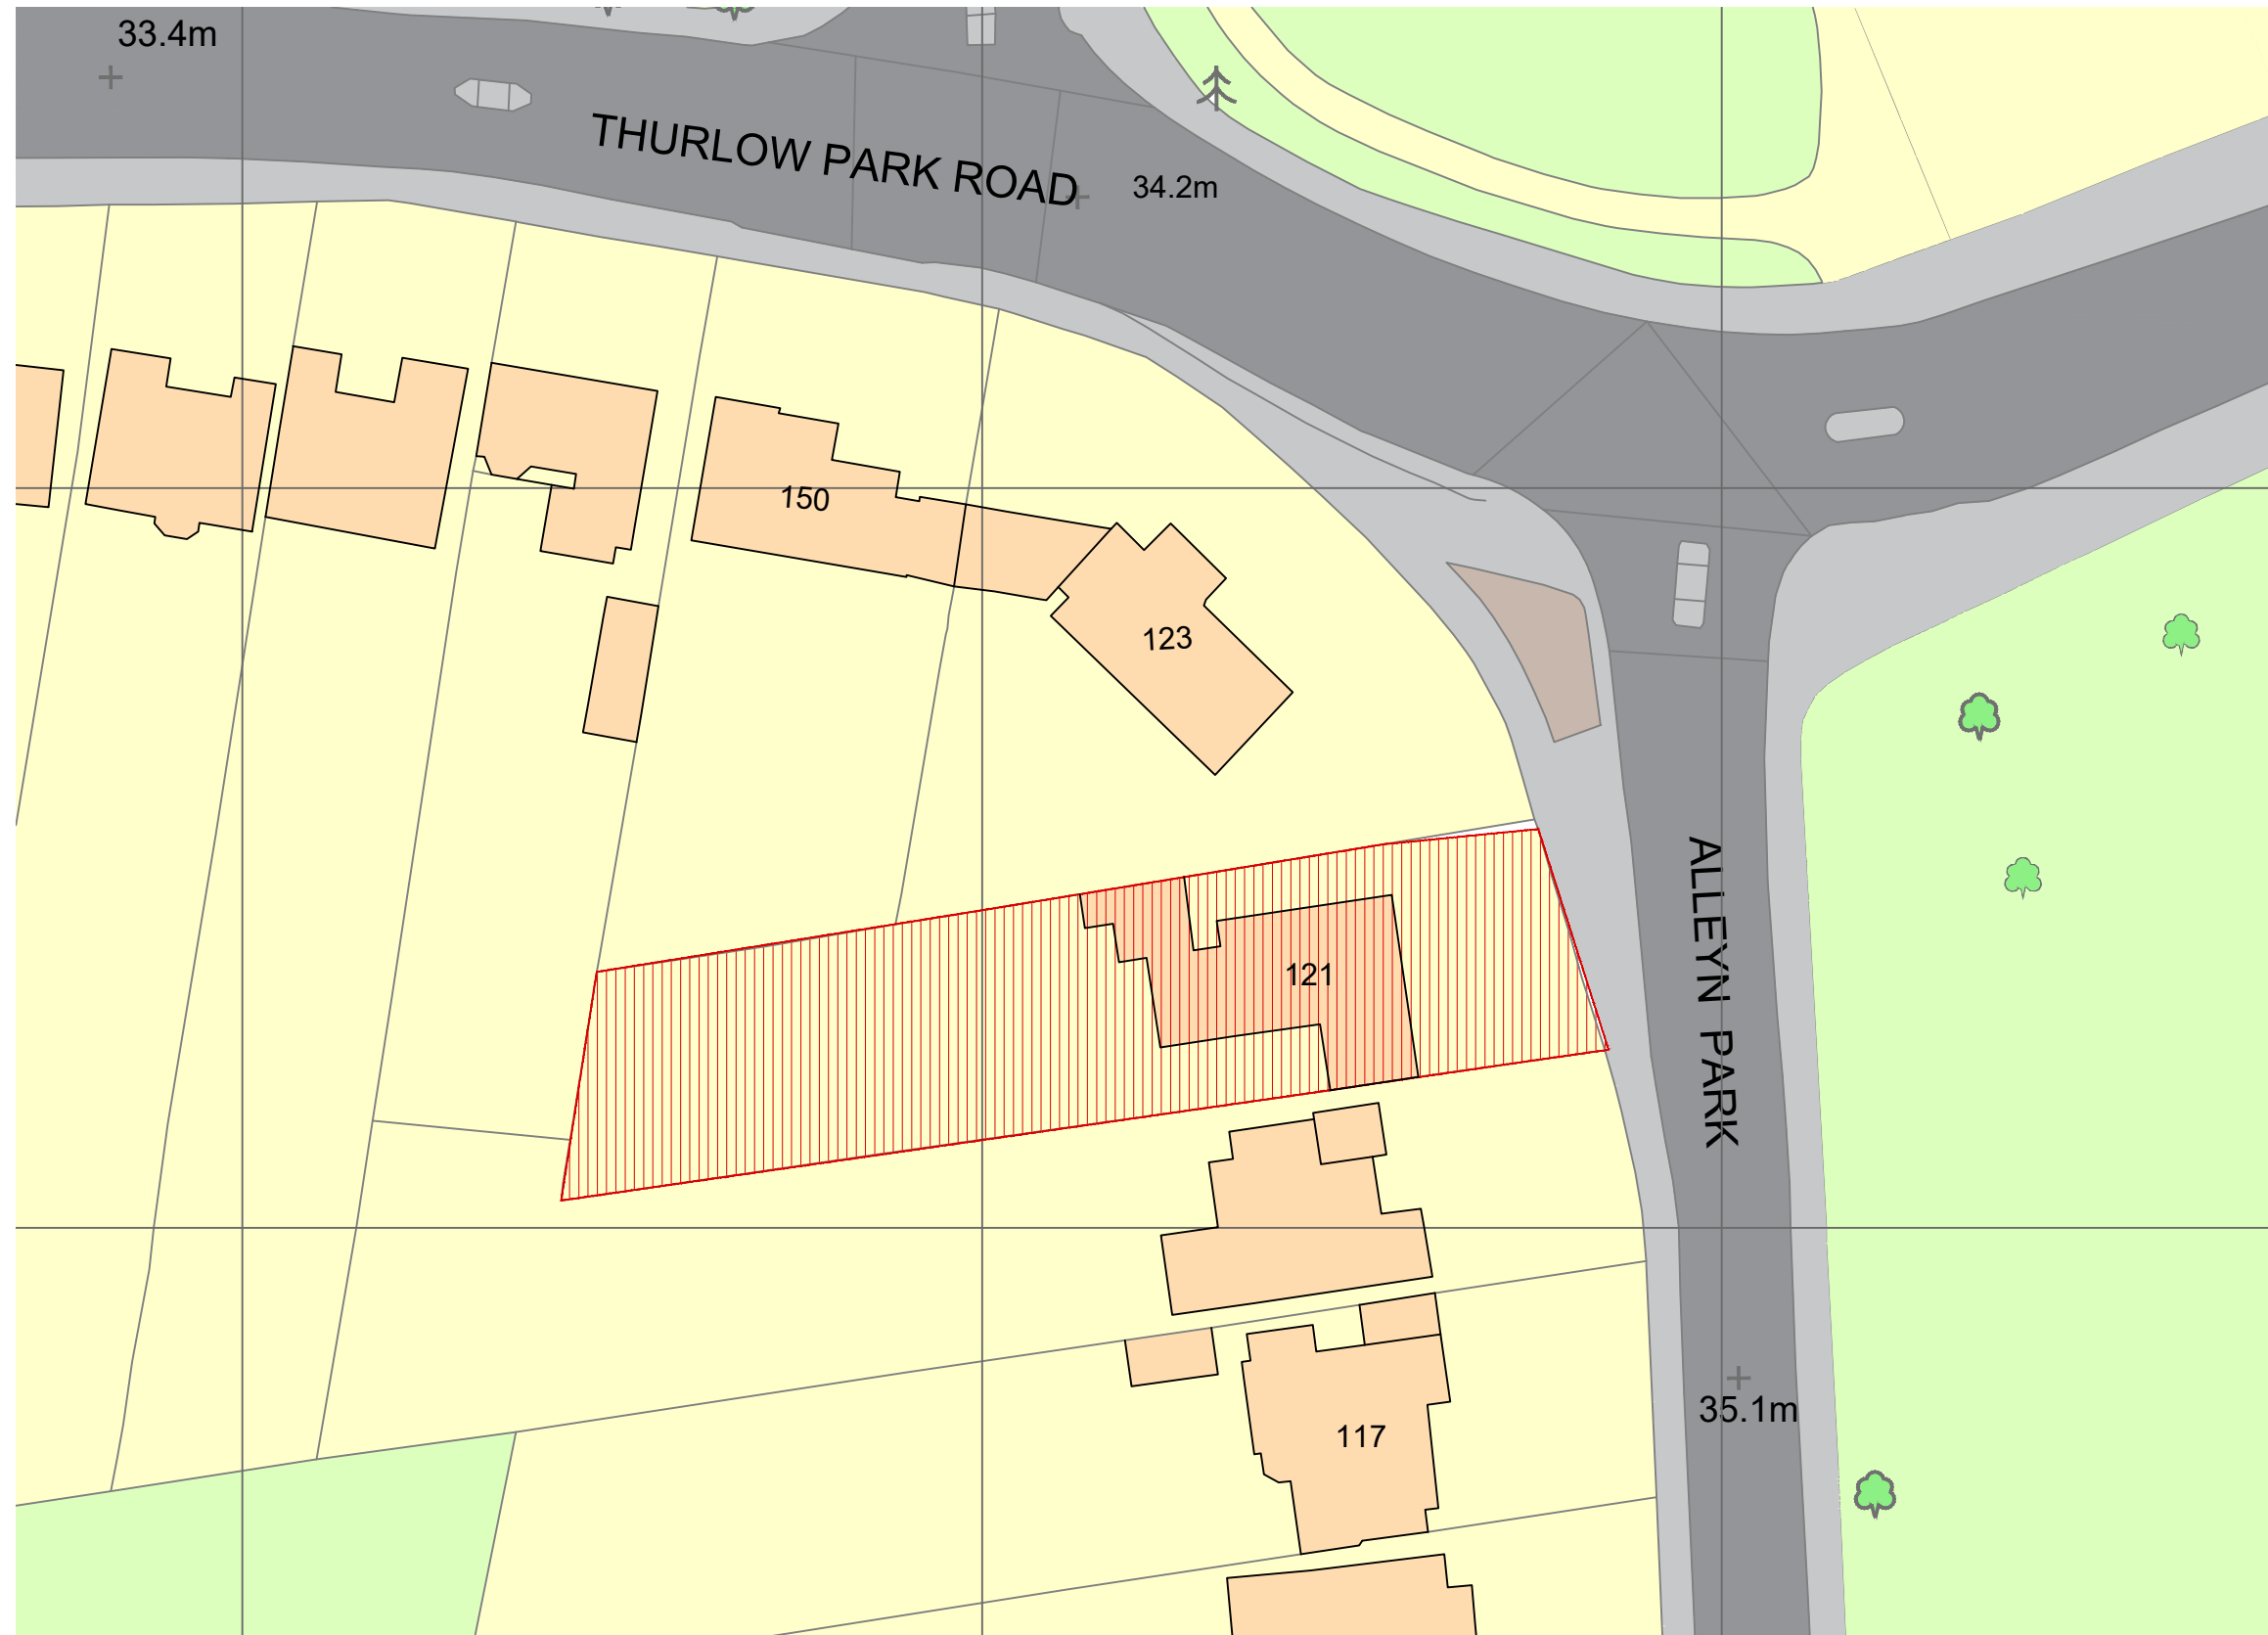 33.4m
THURLOW PARK ROAD
34.2m
150
123
121
ALLEYN PARK
35.1m
117